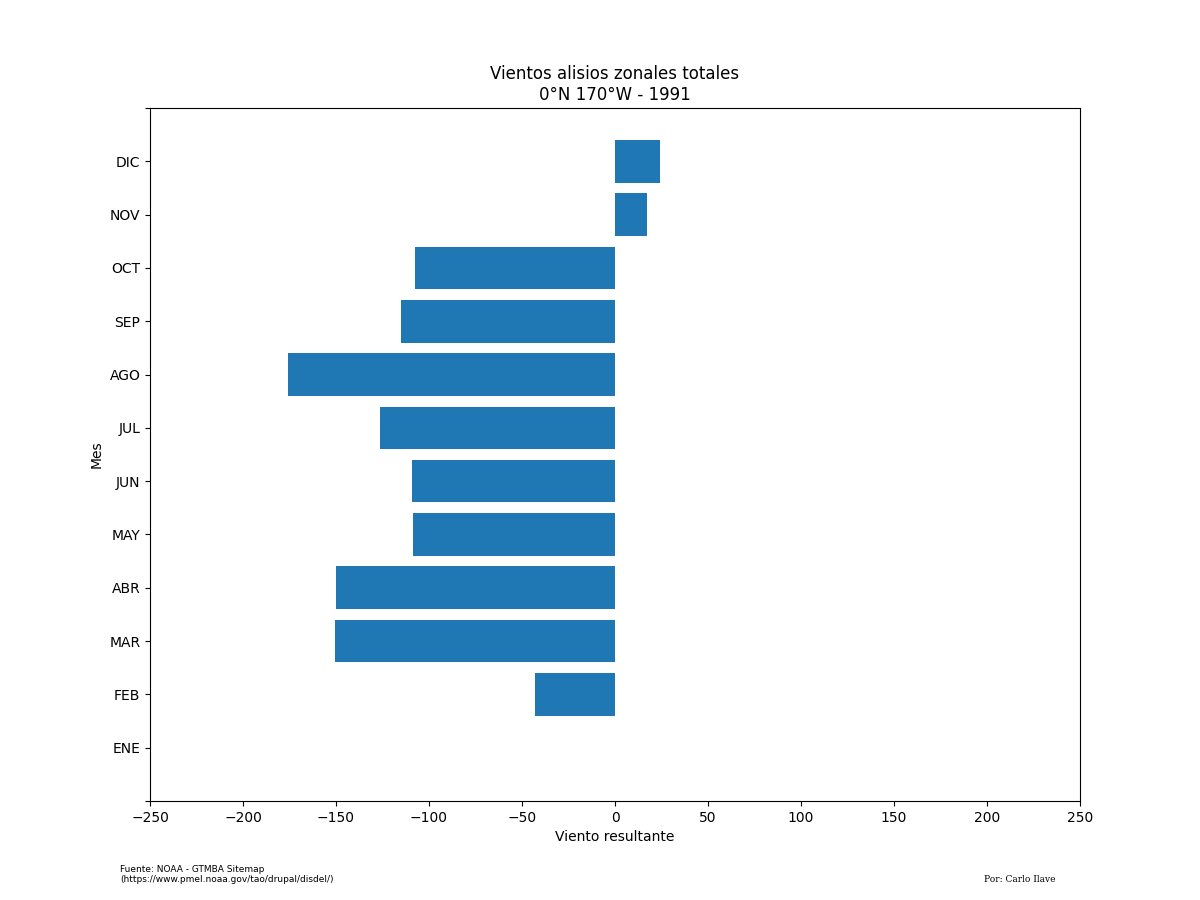 Vientos alisios zonales totales
0°N 170°W - 1991
DIC
NOV
OCT
SEP
AGO
JUL
JUN
MAY
ABR
MAR
FEB
ENE
Mes
−250 −200 −150 −100 −50 0 50 100 150 200 250
Viento resultante
Fuente: NOAA - GTMBA Sitemap
(https://www.pmel.noaa.gov/tao/drupal/disdel/)
Por: Carlo Ilave